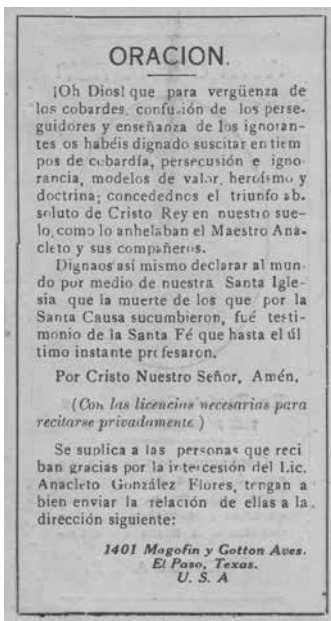 ORACION.
¡Oh Dios! que para vergüenza de
los cobardes, confusión de los perse-
guidores y enseñanza de los ignoran-
tes os habéis dignado suscitar en tiem
pos de cobardía, persecusión e igno-
rancia, modelos de valor, heroísmo y
doctrina; concedednos el triunfo ab-
soluto de Cristo Rey en nuestro sue-
lo, como lo anhelaban el Maestro Ana-
cleto y sus compañeros.
Dignaos así mismo declarar al mun-
do por medio de nuestra Santa Igle-
sia que la muerte de los que por la
Santa Causa sucumbieron, fué testi-
monio de la Santa Fé que hasta el úl
timo instante profesaron.
Por Cristo Nuestro Señor, Amén.
(Con las licencias necesarias para
recitarse privadamente )
Se suplica a las personas que reci
ban gracias por la intercesión del Lic.
Anacleto González Flores, tengan a
bien enviar la relación de ellas a la
dirección siguiente:
1401 Magofin y Gotton Aves.
El Paso, Texas.
U. S. A